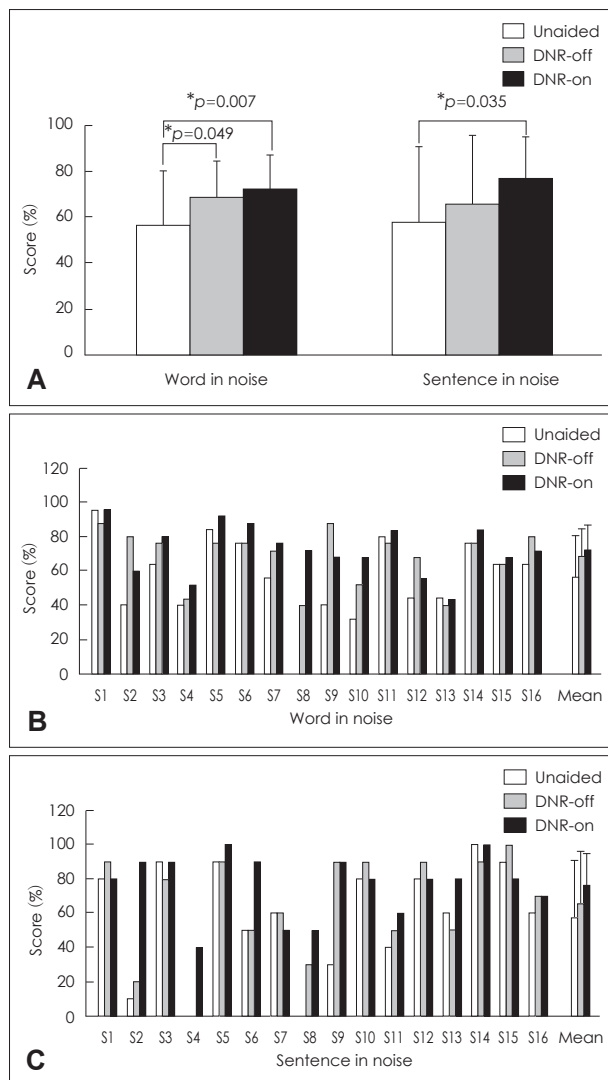 Unaided
DNR-off
DNR-on
*p=0.007
*p=0.035
*p=0.049
100
80
60
40
20
0
Score (%)
Word in noise Sentence in noise
A
Unaided
DNR-off
DNR-on
120
100
80
60
40
20
0
Score (%)
S1 S2 S3 S4 S5 S6 S7 S8 S9 S10 S11 S12 S13 S14 S15 S16 Mean
Word in noise
B
Unaided
DNR-off
DNR-on
120
100
80
60
40
20
0
Score (%)
S1 S2 S3 S4 S5 S6 S7 S8 S9 S10 S11 S12 S13 S14 S15 S16 Mean
Sentence in noise
C